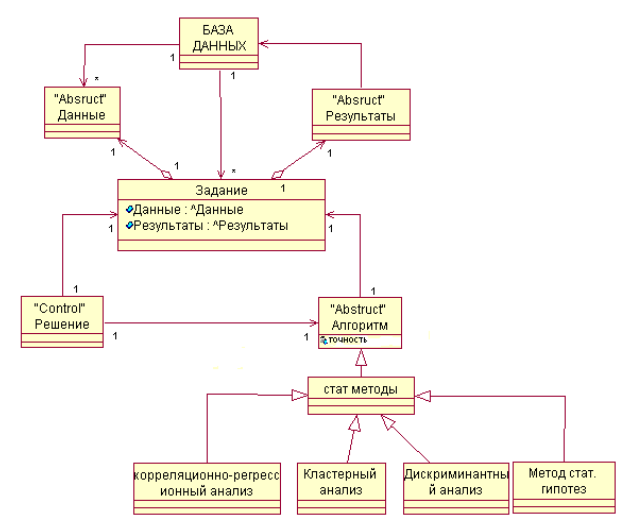 БАЗА
ДАННЫХ
1
1
1
*
"Absruct"
Данные
"Absruct"
Результаты
1
1
*
1
1
Задание
Данные : ^Данные
Результаты : ^Результаты
1
1
1
1
"Control"
Решение
"Abstruct"
Алгоритм
точность
1
1
стат методы
корреляционно-регресс
ионный анализ
Кластерный
анализ
Дискриминантны
й анализ
Метод стат.
гипотез